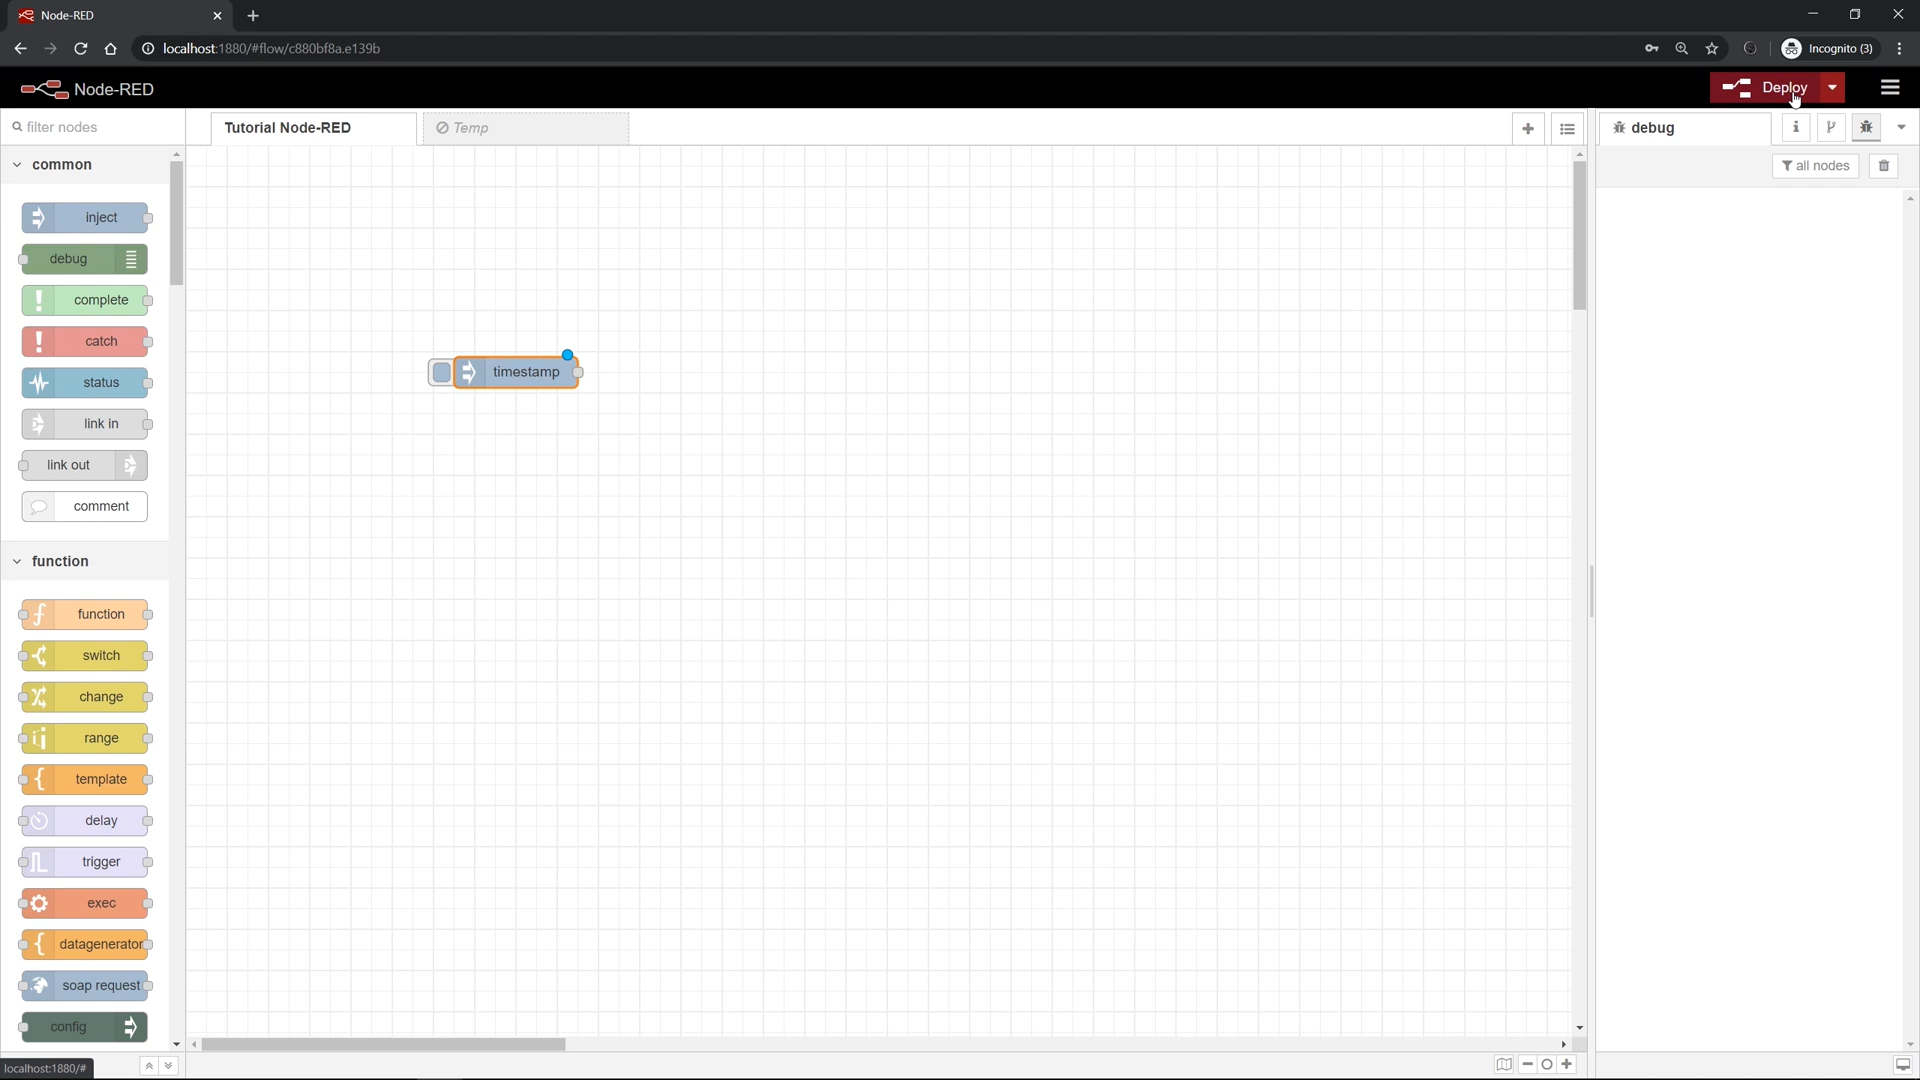 Node-RED
localhost:1880/#flow/c880bf8a.e139b
Incognito (3)
Node-RED
Deploy
filter nodes
Tutorial Node-RED
Temp
debug
all nodes
common
inject
debug
complete
catch
status
link in
link out
comment
timestamp
function
function
switch
change
range
template
delay
trigger
exec
datagenerator
soap request
config
localhost:1880/#